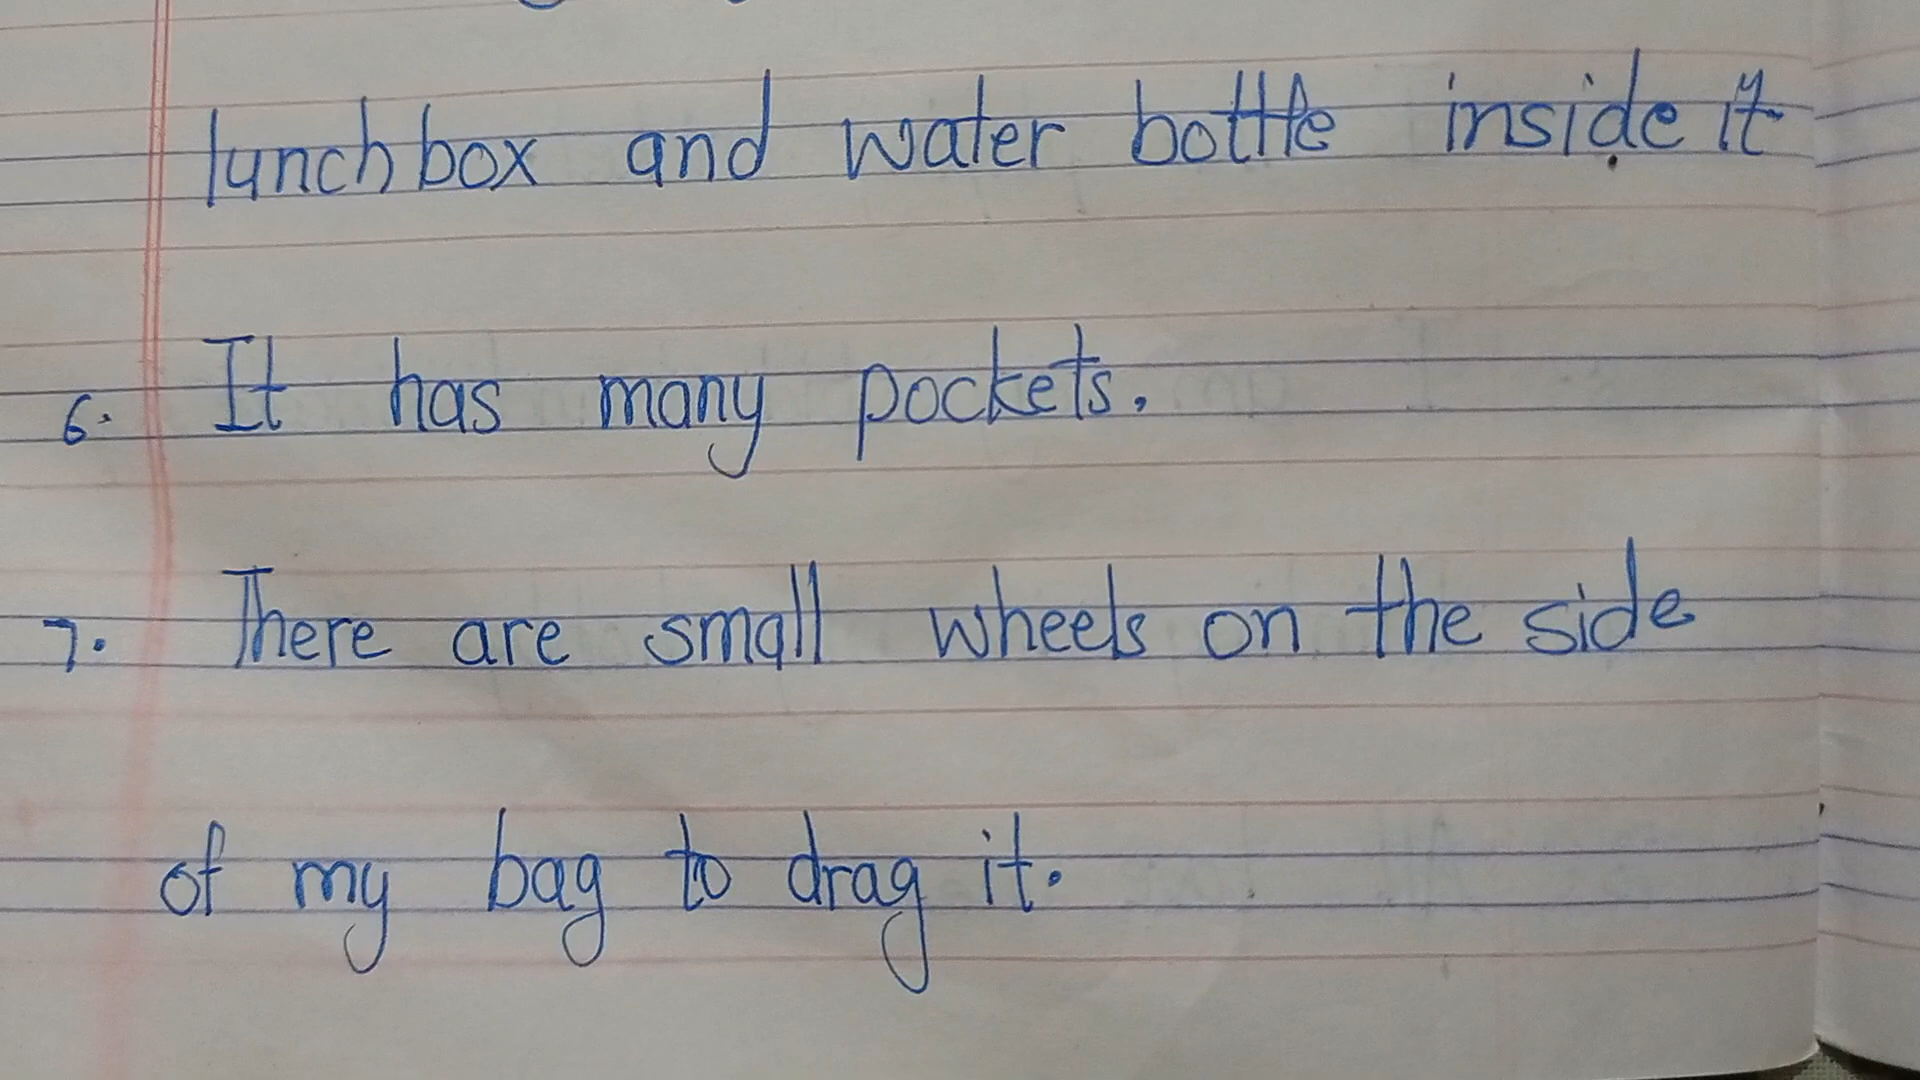 lunch box and water bottle inside it
6. It has many pockets.
7. There are small wheels on the side
of my bag to drag it.